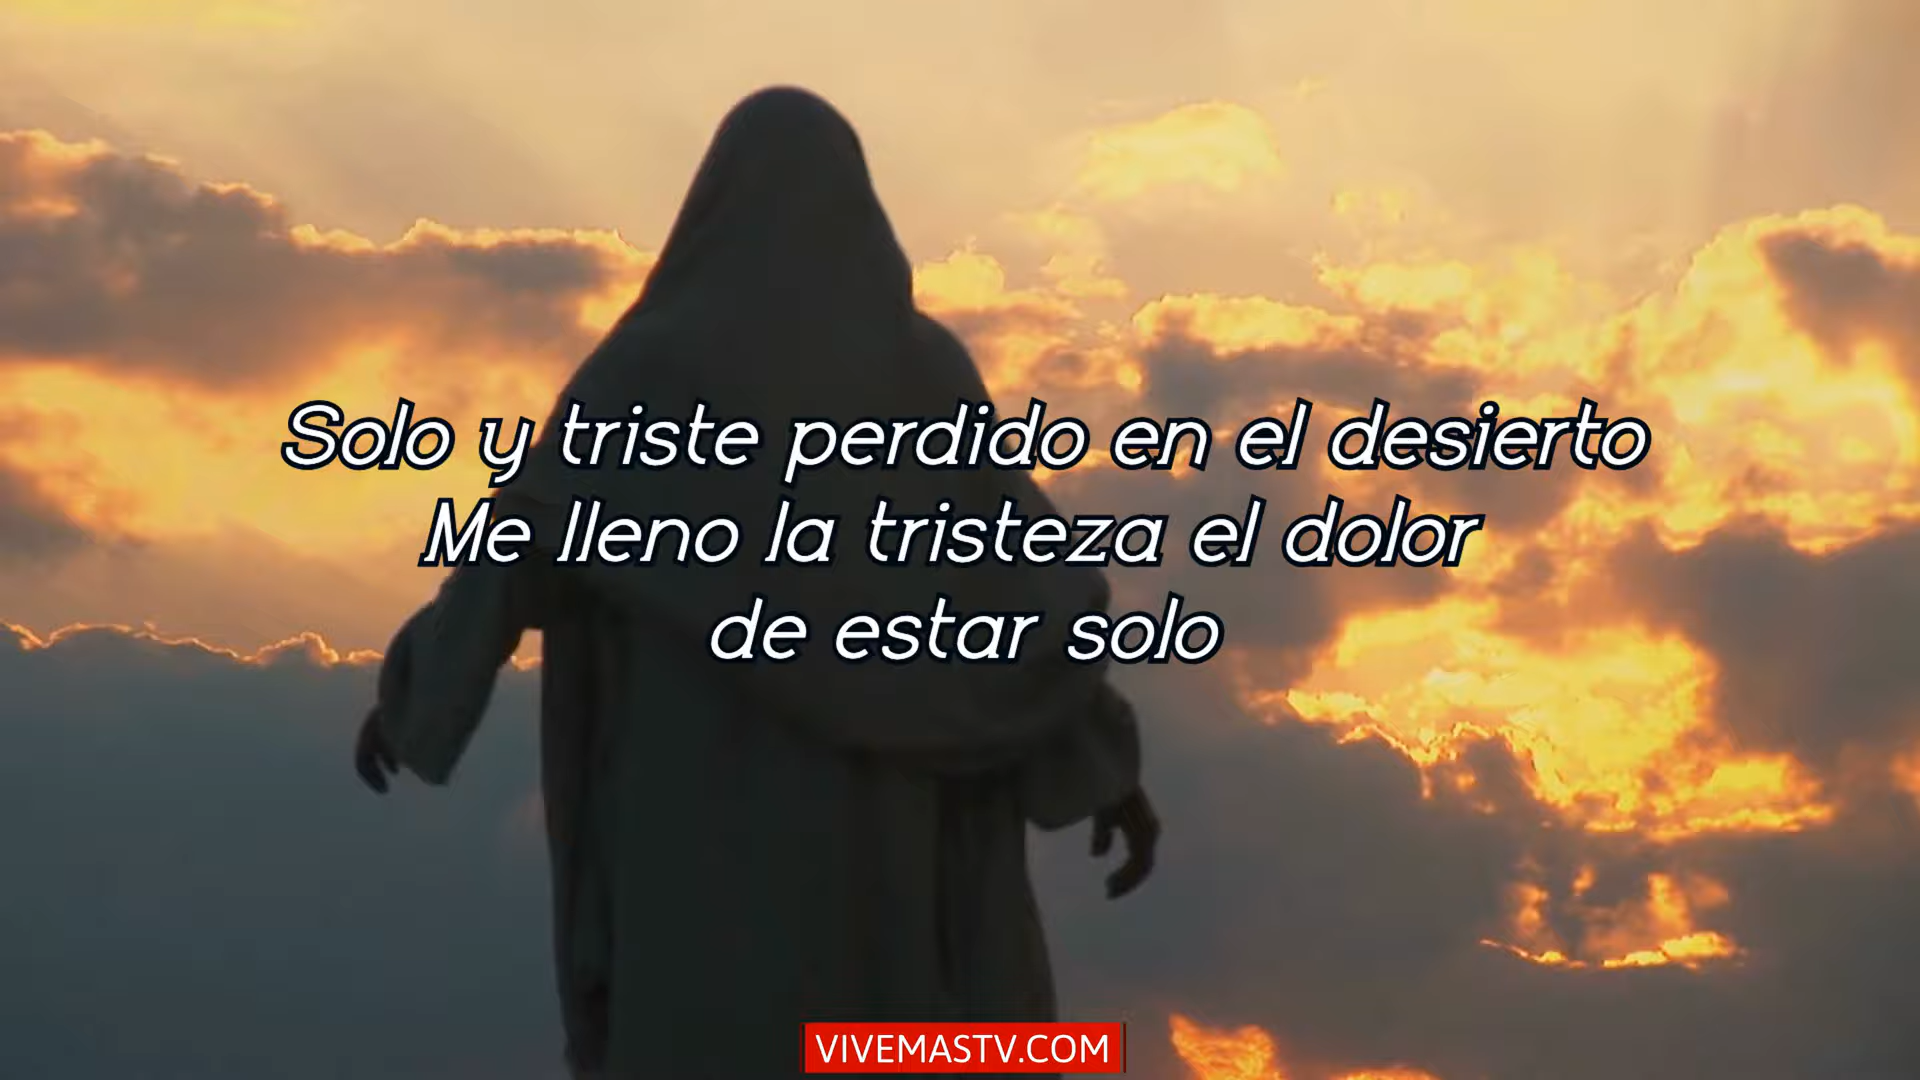 Solo y triste perdido en el desierto
Me lleno la tristeza el dolor
de estar solo
VIVEMASTV.COM